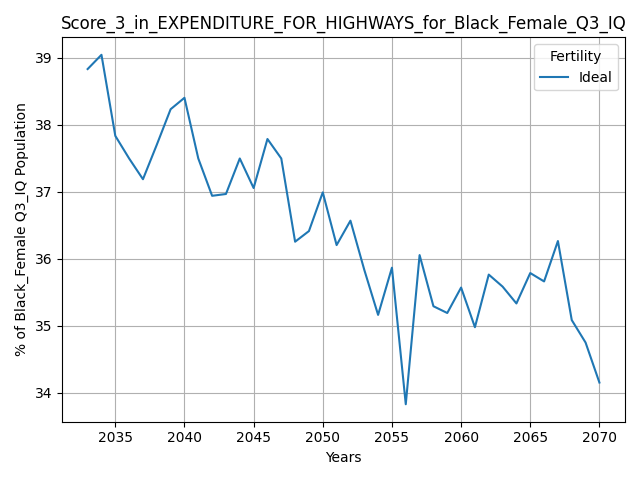 Score_3_in_EXPENDITURE_FOR_HIGHWAYS_for_Black_Female_Q3_IQ
Fertility
Ideal
39
38
37
36
35
34
% of Black_Female Q3_IQ Population
2035 2040 2045 2050 2055 2060 2065 2070
Years